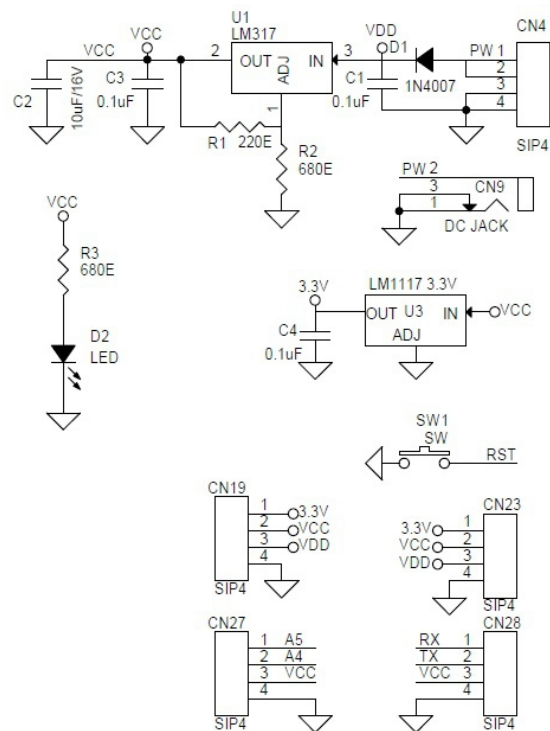 U1
LM317
VCC
VCC
2
OUT
ADJ
IN
3
VDD
D1
1N4007
CN4
PW 1
2
3
4
SIP4
C2
10uF/16V
C3
0.1uF
C1
0.1uF
1
R1
220E
R2
680E
PW 2
3
1
CN9
DC JACK
VCC
R3
680E
D2
LED
LM1117 3.3V
3.3V
OUT
U3
IN
ADJ
VCC
C4
0.1uF
SW1
SW
RST
CN19
1
3.3V
2
VCC
3
VDD
4
SIP4
CN23
3.3V
1
VCC
2
VDD
3
4
SIP4
CN27
1
A5
2
A4
3
VCC
4
SIP4
CN28
RX
1
TX
2
VCC
3
4
SIP4